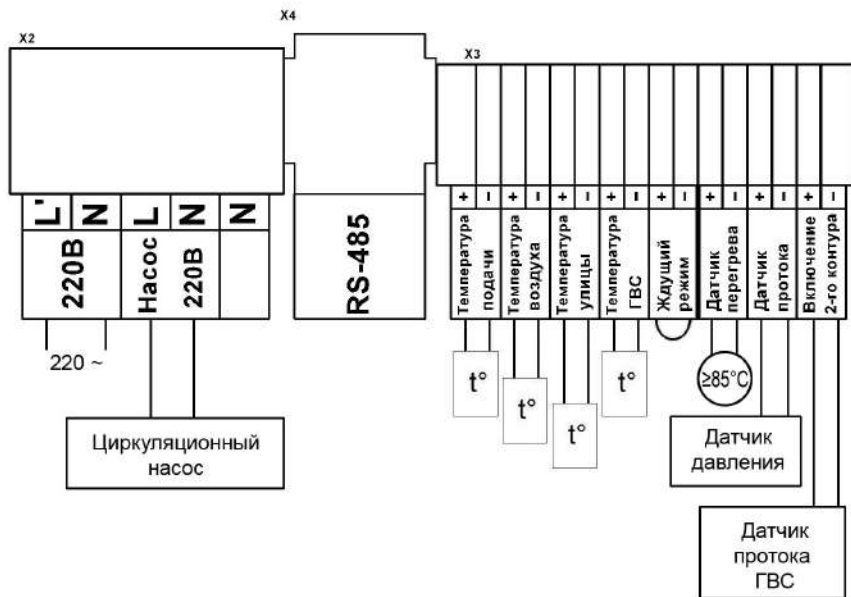 X2
X4
X3
L' N L N N
220В
Насос
220В
RS-485
+ − + − + − + − + − + − + − + −
Температура
подачи
Температура
воздуха
Температура
улицы
Температура
ГВС
Ждущий
режим
Датчик
перегрева
Датчик
протока
Включение
2-го контура
220 ~
t°
t°
t°
t°
≥85°C
Циркуляционный
насос
Датчик
давления
Датчик
протока
ГВС